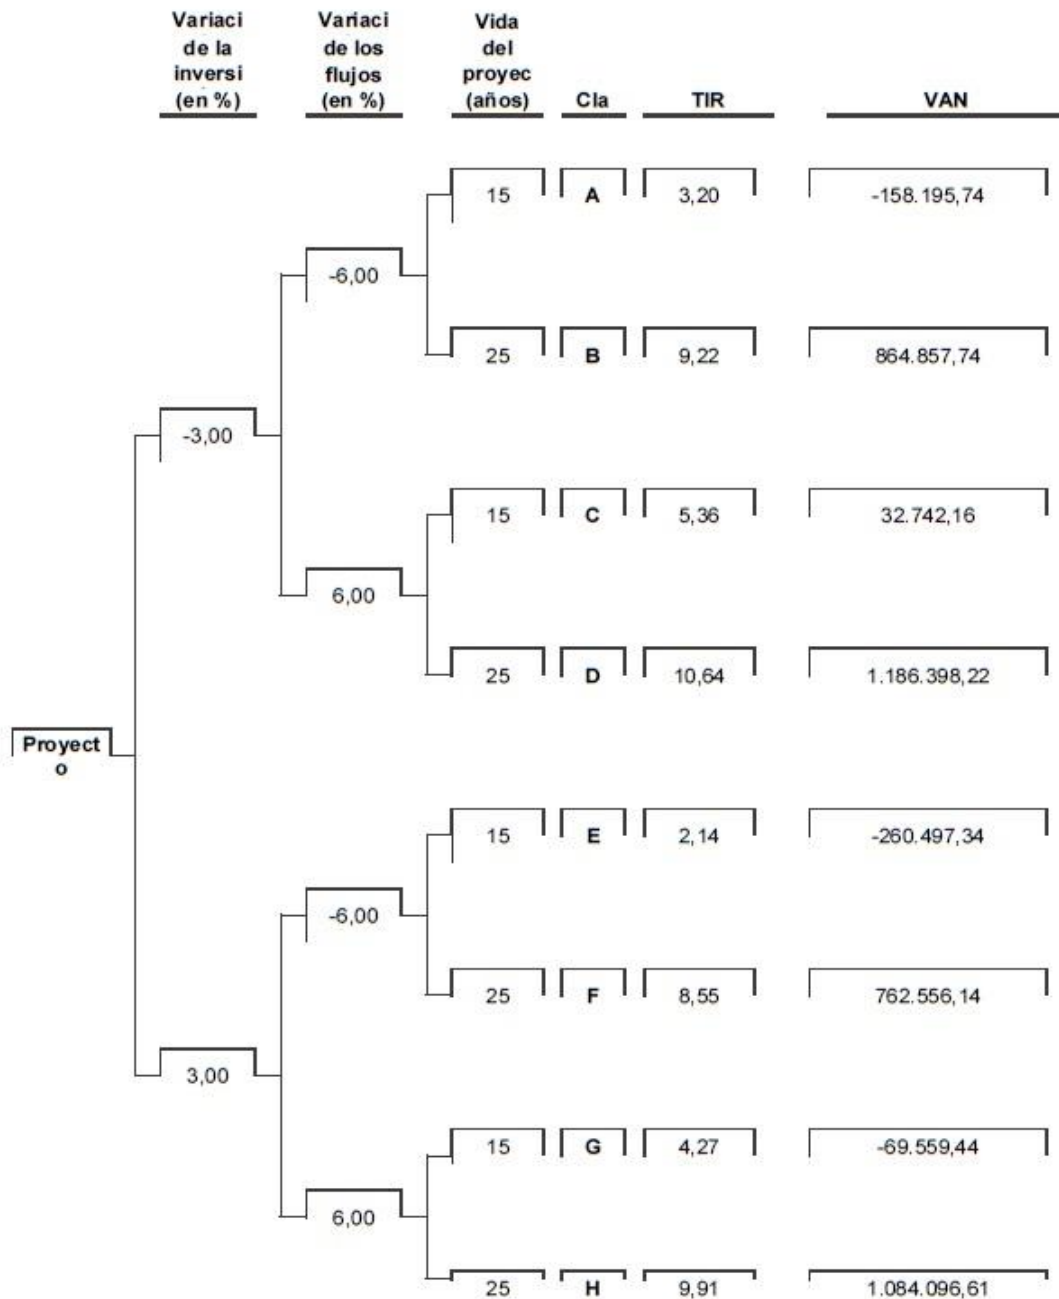 Variaci
de la
inversi
(en %)
Variaci
de los
flujos
(en %)
Vida
del
proyec
(años)
Cla
TIR
VAN
15 A 3,20 -158.195,74
-6,00
25 B 9,22 864.857,74
-3,00
15 C 5,36 32.742,16
6,00
25 D 10,64 1.186.398,22
Proyect
o
15 E 2,14 -260.497,34
-6,00
25 F 8,55 762.556,14
3,00
15 G 4,27 -69.559,44
6,00
25 H 9,91 1.084.096,61